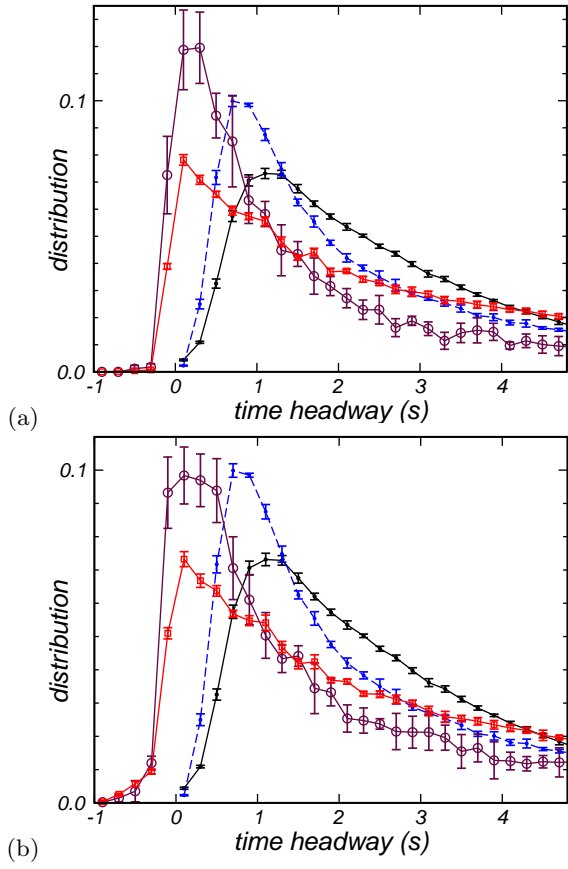 0.1
distribution
0.0
-1 0 1 2 3 4
time headway (s)
(a)
0.1
distribution
0.0
-1 0 1 2 3 4
time headway (s)
(b)